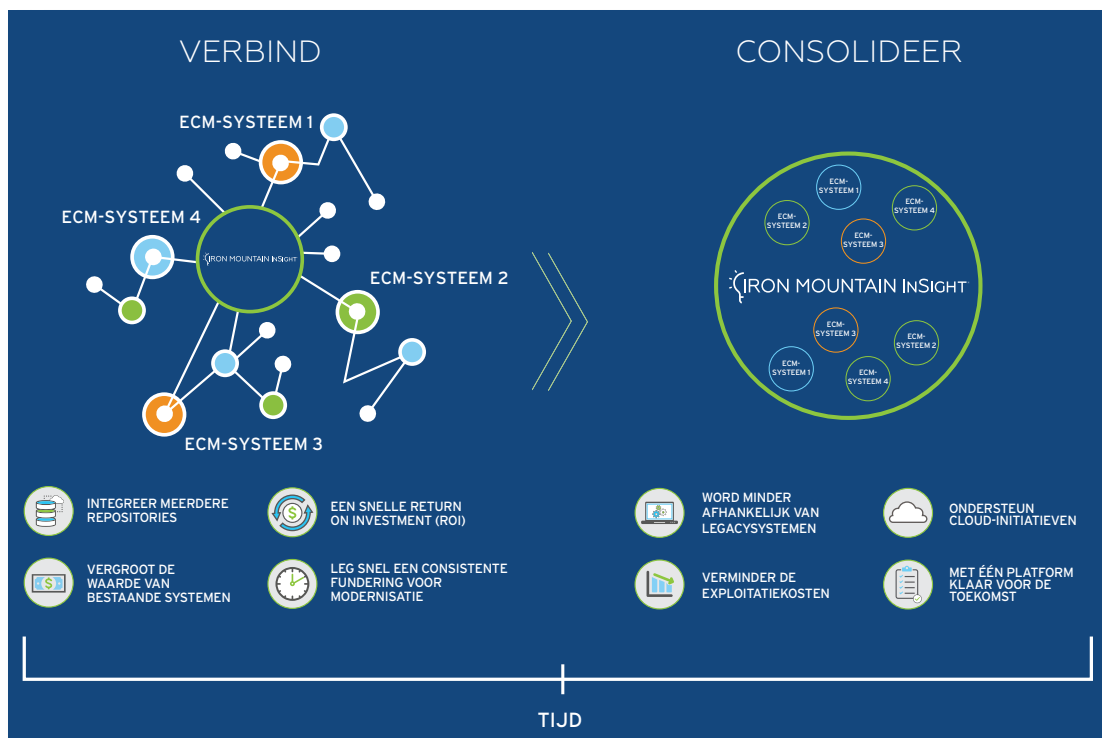 VERBIND
ECM-SYSTEEM 1
ECM-SYSTEEM 4
IRON MOUNTAIN INSIGHT
ECM-SYSTEEM 2
ECM-SYSTEEM 3
CONSOLIDEER
ECM-
SYSTEEM 1
ECM-
SYSTEEM 4
ECM-
SYSTEEM 2
ECM-
SYSTEEM 3
IRON MOUNTAIN INSIGHT
ECM-
SYSTEEM 3
ECM-
SYSTEEM 2
ECM-
SYSTEEM 1
ECM-
SYSTEEM 4
INTEGREER MEERDERE
REPOSITORIES
EEN SNELLE RETURN
ON INVESTMENT (ROI)
VERGROOT DE
WAARDE VAN
BESTAANDE SYSTEMEN
LEG SNEL EEN CONSISTENTE
FUNDERING VOOR
MODERNISATIE
WORD MINDER
AFHANKELIJK VAN
LEGACYSYSTEMEN
ONDERSTEUN
CLOUD-INITIATIEVEN
VERMINDER DE
EXPLOITATIEKOSTEN
MET ÉÉN PLATFORM
KLAAR VOOR DE
TOEKOMST
TIJD